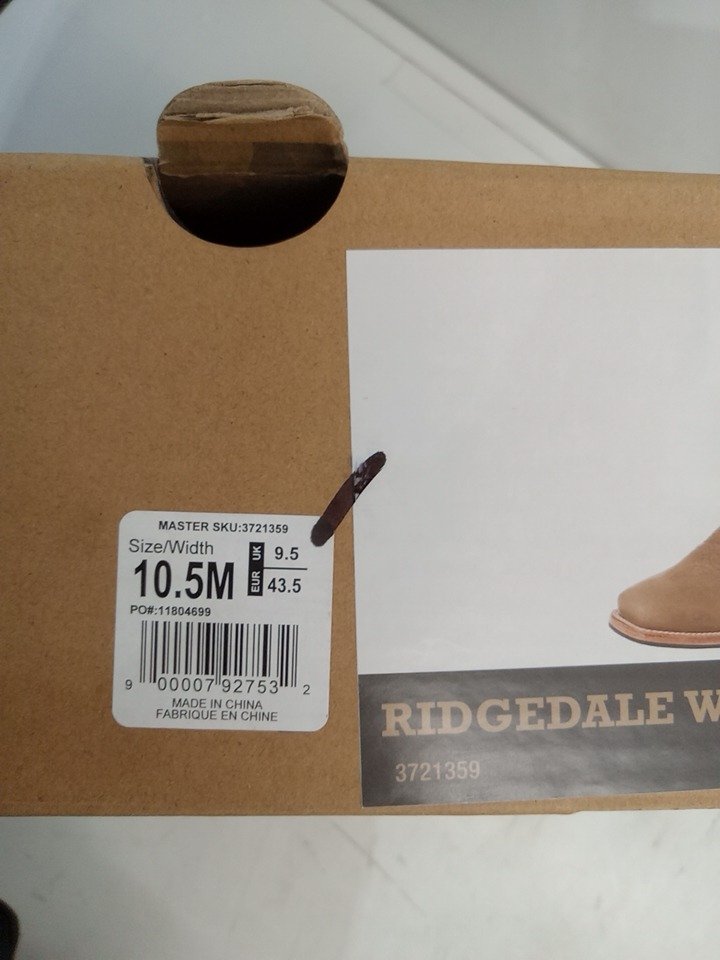 MASTER SKU:3721359
Size/Width
10.5M
UK 9.5
EUR 43.5
PO#:11804699
9 00007 92753 2
MADE IN CHINA
FABRIQUE EN CHINE
RIDGEDALE W
3721359